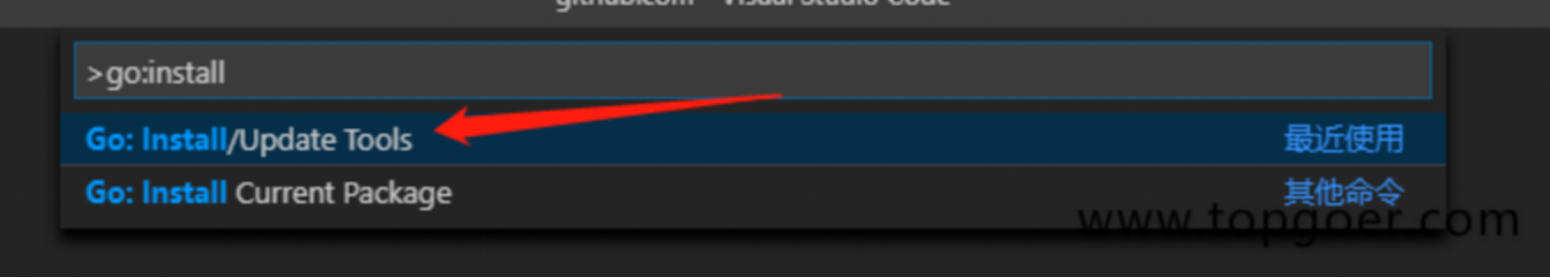 github.com - Visual Studio Code
>go:install
Go: Install/Update Tools 最近使用
Go: Install Current Package 其他命令
www.topgoer.com